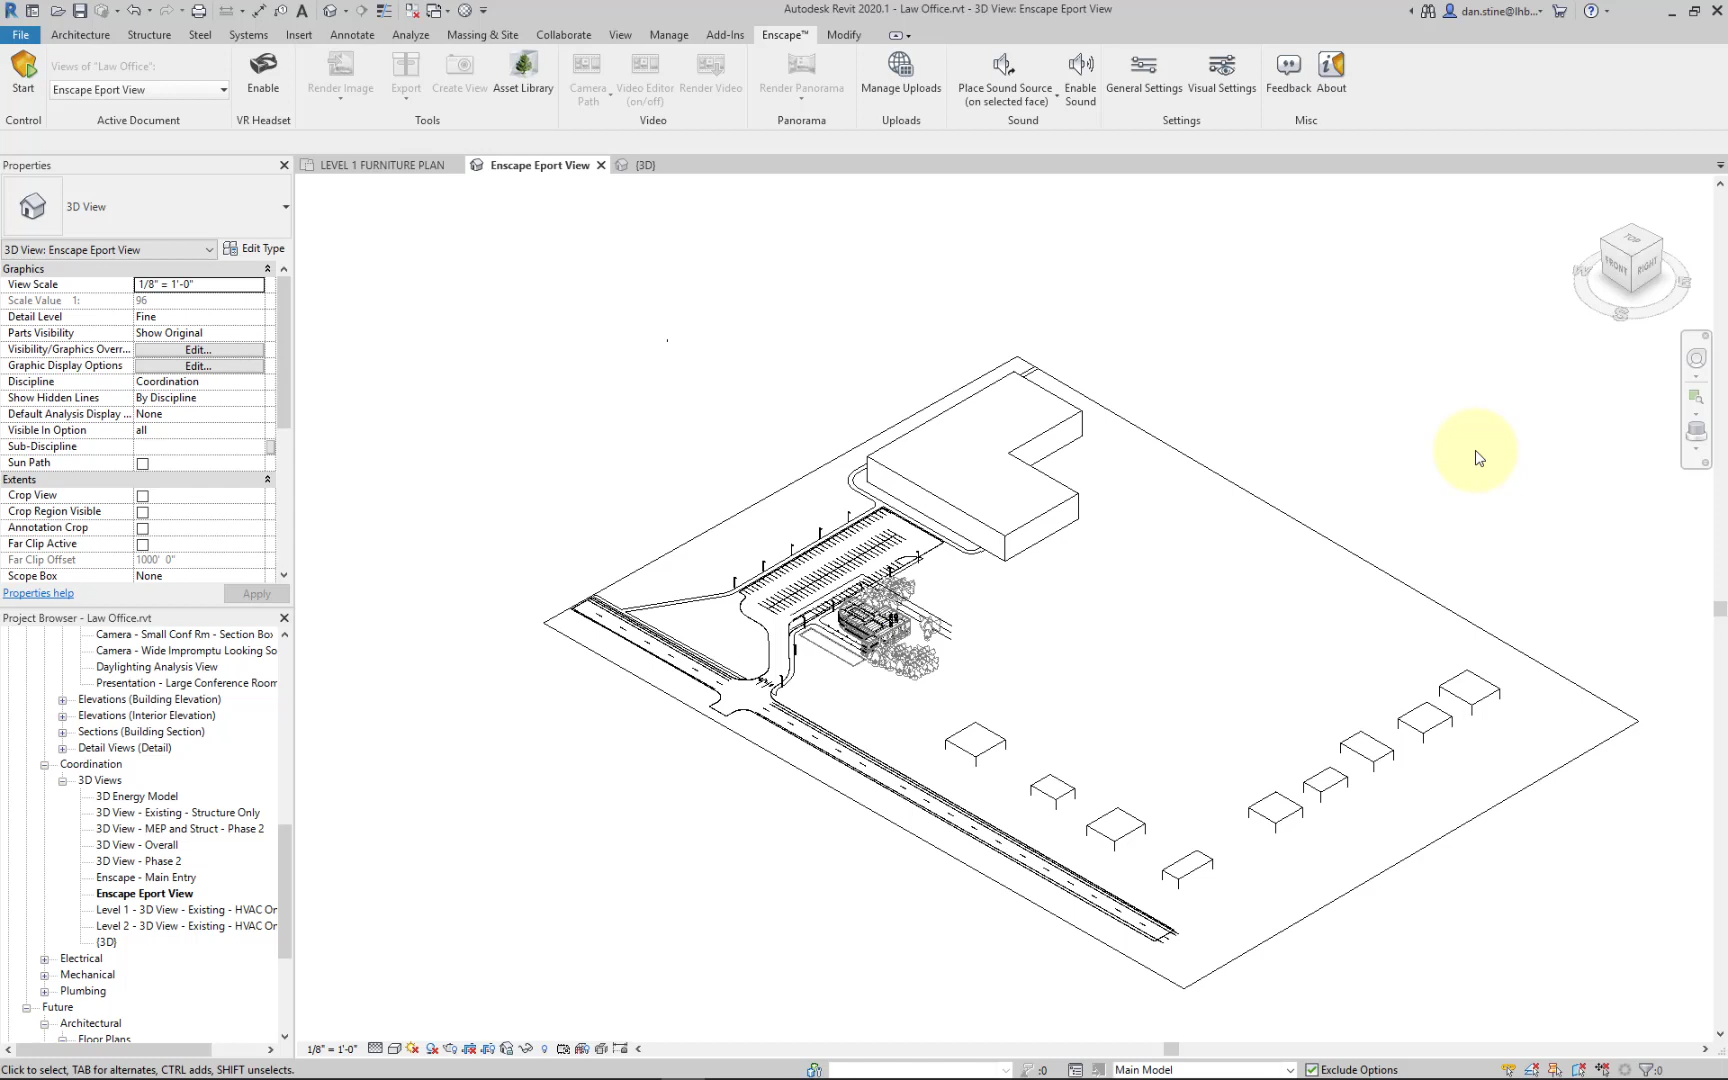 Autodesk Revit 2020.1 - Law Office.rvt - 3D View: Enscape Eport View
dan.stine@lhb...
File Architecture Structure Steel Systems Insert Annotate Analyze Massing & Site Collaborate View Manage Add-Ins Enscape™ Modify
Views of "Law Office":
Start
Enscape Eport View
Enable
Render Image
Export
Create View
Asset Library
Camera
Path
Video Editor
(on/off)
Render Video
Render Panorama
Manage Uploads
Place Sound Source
(on selected face)
Enable
Sound
General Settings
Visual Settings
Feedback
About
Control Active Document VR Headset Tools Video Panorama Uploads Sound Settings Misc
Properties
LEVEL 1 FURNITURE PLAN
Enscape Eport View
{3D}
3D View
3D View: Enscape Eport View
Edit Type
Graphics
View Scale 1/8" = 1'-0"
Scale Value 1: 96
Detail Level Fine
Parts Visibility Show Original
Visibility/Graphics Overr... Edit...
Graphic Display Options Edit...
Discipline Coordination
Show Hidden Lines By Discipline
Default Analysis Display ... None
Visible In Option all
Sub-Discipline
Sun Path
Extents
Crop View
Crop Region Visible
Annotation Crop
Far Clip Active
Far Clip Offset 1000' 0"
Scope Box None
Properties help
Apply
Project Browser - Law Office.rvt
Camera - Small Conf Rm - Section Box
Camera - Wide Impromptu Looking So
Daylighting Analysis View
Presentation - Large Conference Room
Elevations (Building Elevation)
Elevations (Interior Elevation)
Sections (Building Section)
Detail Views (Detail)
Coordination
3D Views
3D Energy Model
3D View - Existing - Structure Only
3D View - MEP and Struct - Phase 2
3D View - Overall
3D View - Phase 2
Enscape - Main Entry
Enscape Eport View
Level 1 - 3D View - Existing - HVAC Or
Level 2 - 3D View - Existing - HVAC Or
{3D}
Electrical
Mechanical
Plumbing
Future
Architectural
Floor Plans
TOP
FRONT
RIGHT
S
1/8" = 1'-0"
Click to select, TAB for alternates, CTRL adds, SHIFT unselects.
:0
Main Model
Exclude Options
:0